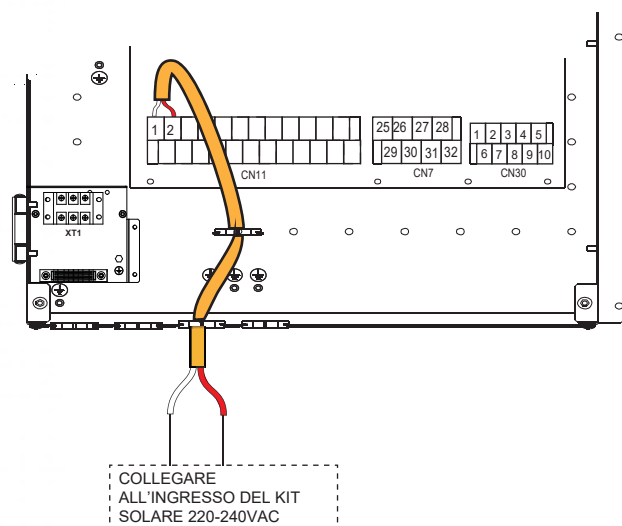 1 2
25 26 27 28
29 30 31 32
1 2 3 4 5
6 7 8 9 10
CN11
CN7
CN30
XT1
COLLEGARE
ALL'INGRESSO DEL KIT
SOLARE 220-240VAC